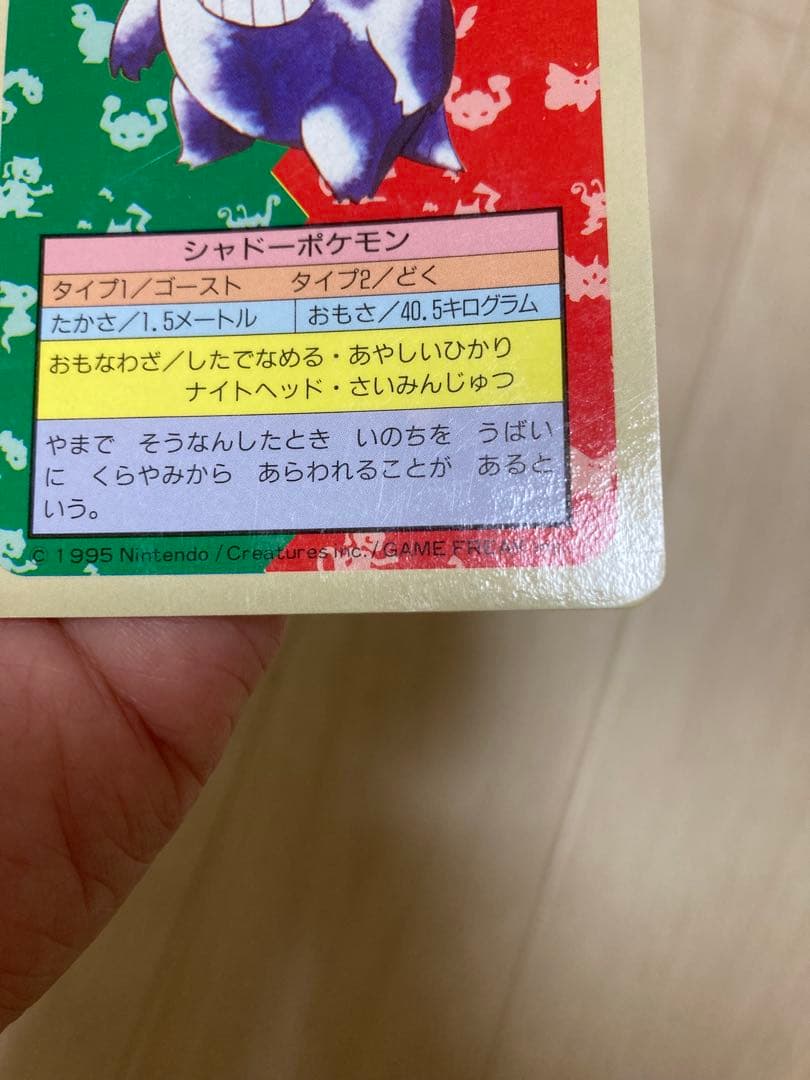 シャドーポケモン
タイプ1／ゴースト　タイプ2／どく
たかさ／1.5メートル　おもさ／40.5キログラム
おもなわざ／したでなめる・あやしいひかり
ナイトヘッド・さいみんじゅつ
やまで　そうなんしたとき　いのちを　うばい
に　くらやみから　あらわれることが　あると
いう。
© 1995 Nintendo / Creatures inc. / GAME FREAK